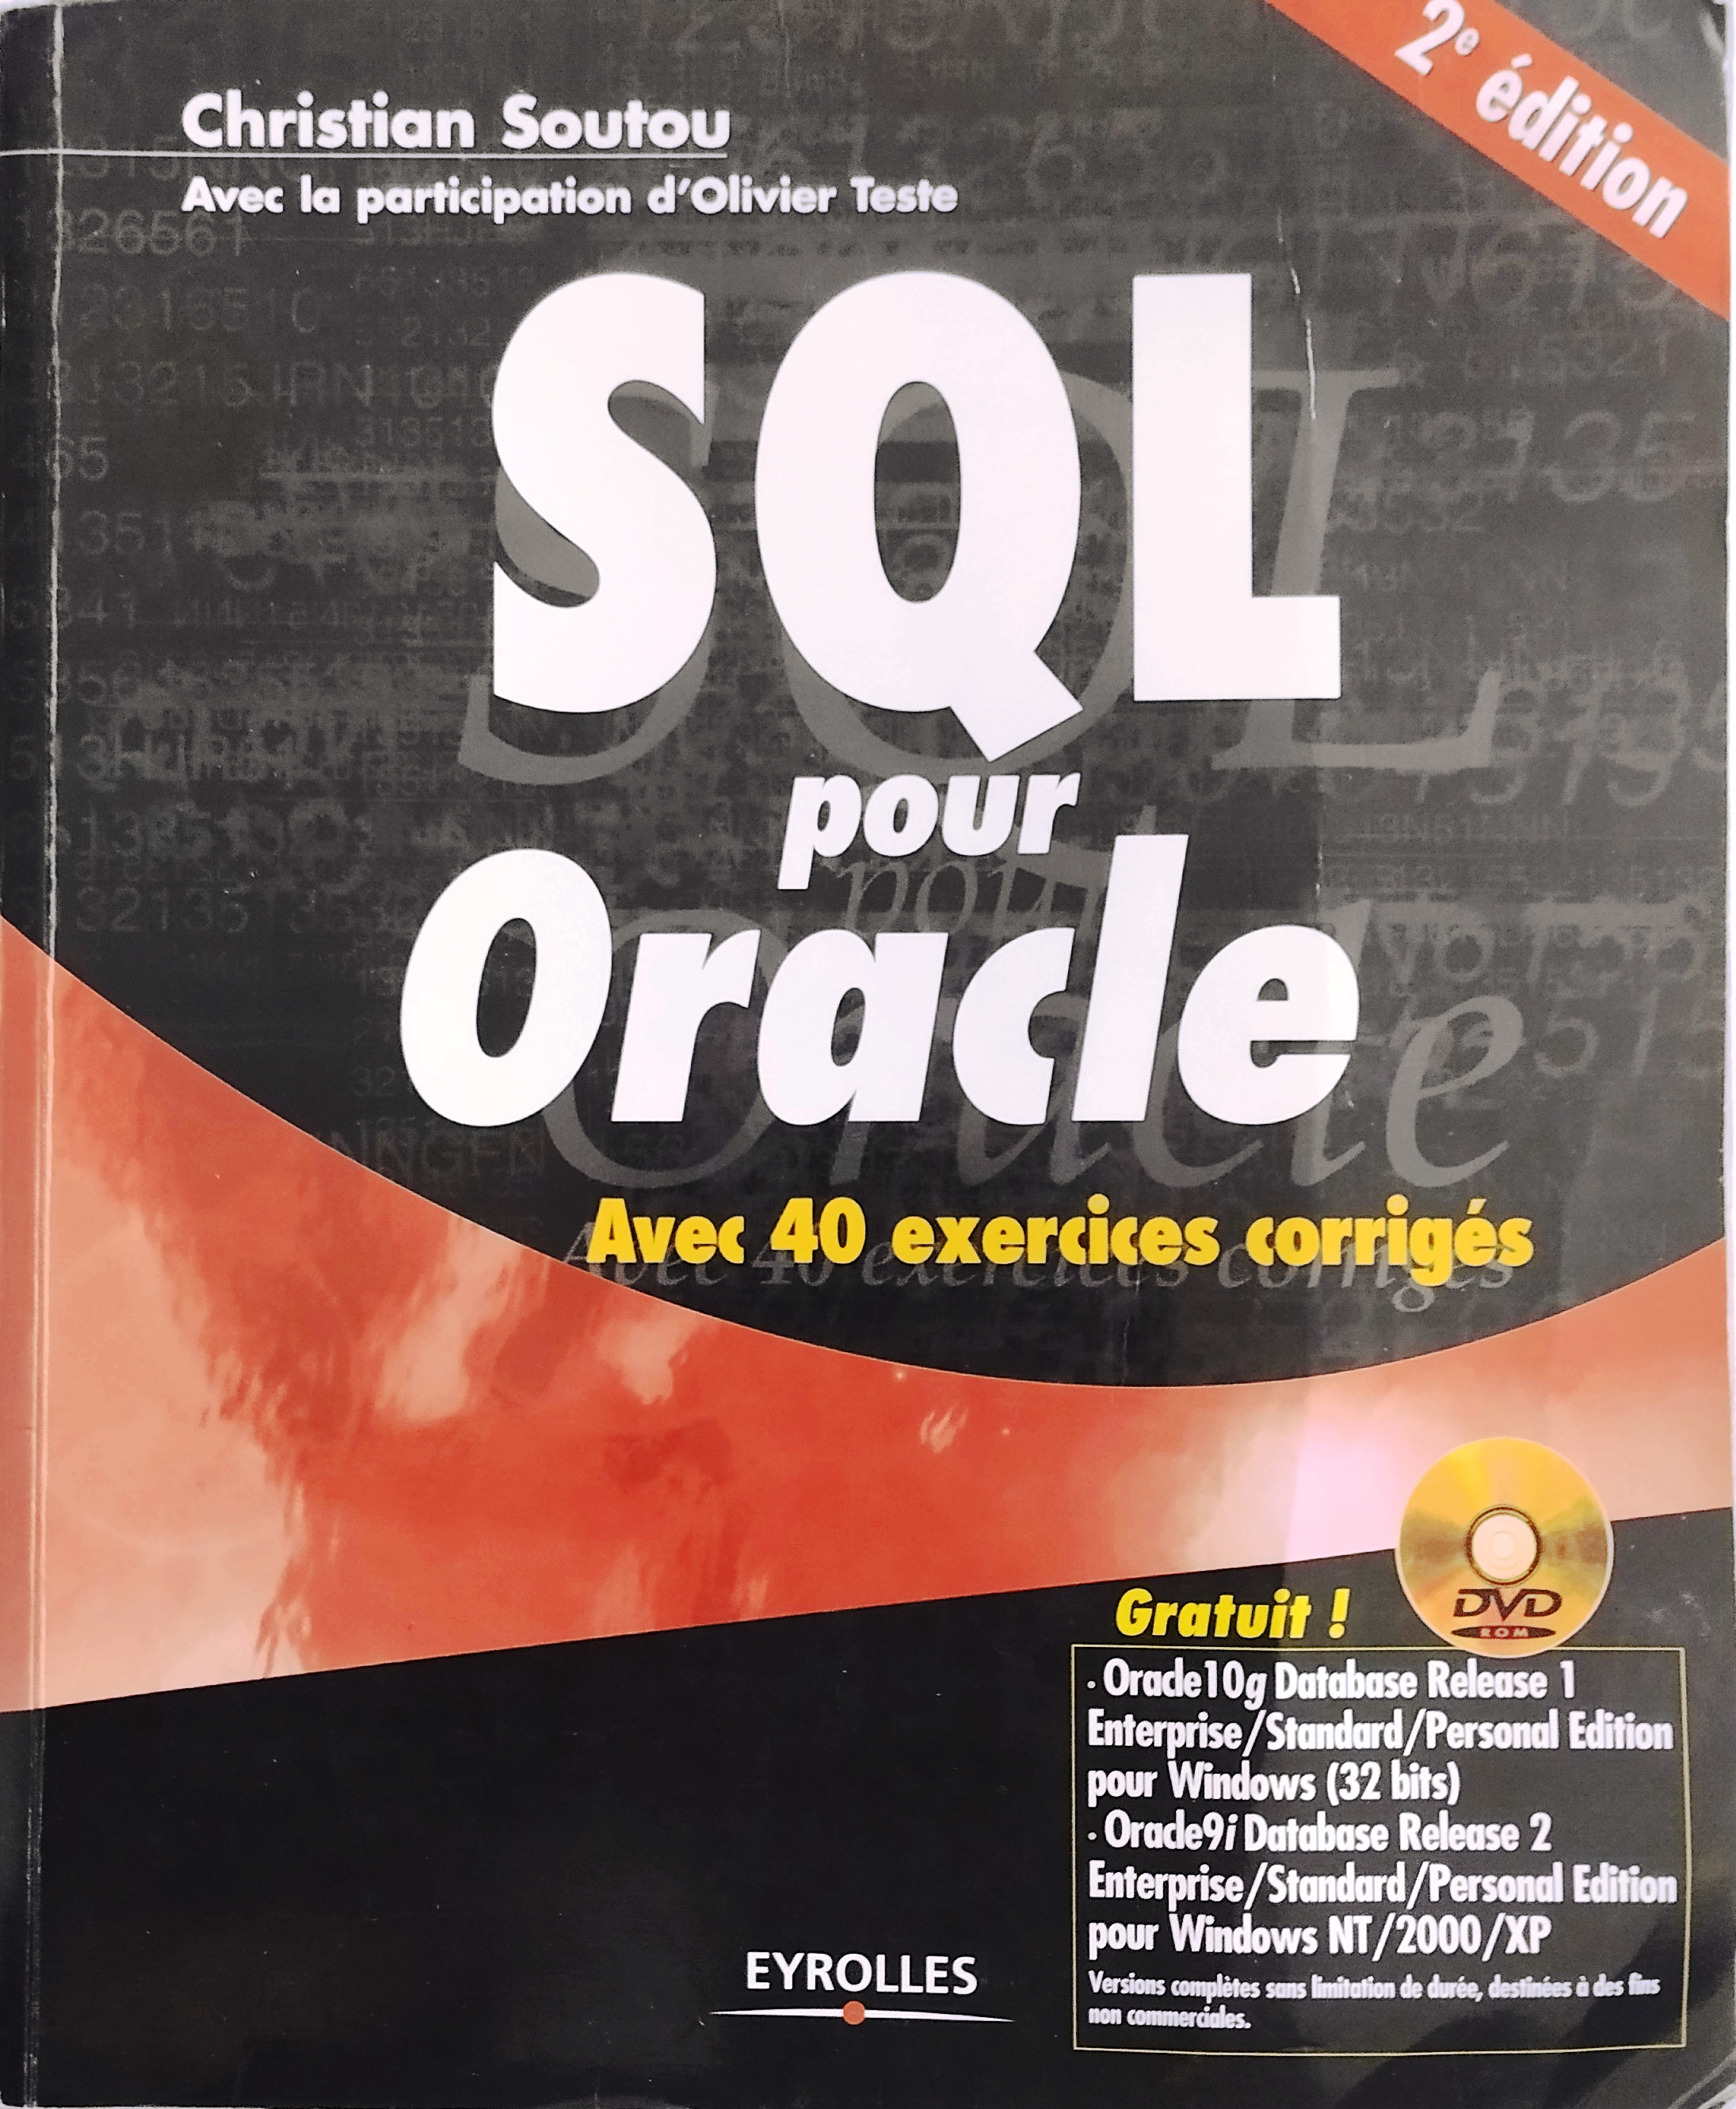 2e édition
Christian Soutou
Avec la participation d'Olivier Teste
SQL
pour
Oracle
Avec 40 exercices corrigés
DVD
ROM
Gratuit !
· Oracle10g Database Release 1
Enterprise/Standard/Personal Edition
pour Windows (32 bits)
· Oracle9i Database Release 2
Enterprise/Standard/Personal Edition
pour Windows NT/2000/XP
Versions complètes sans limitation de durée, destinées à des fins
non commerciales.
EYROLLES